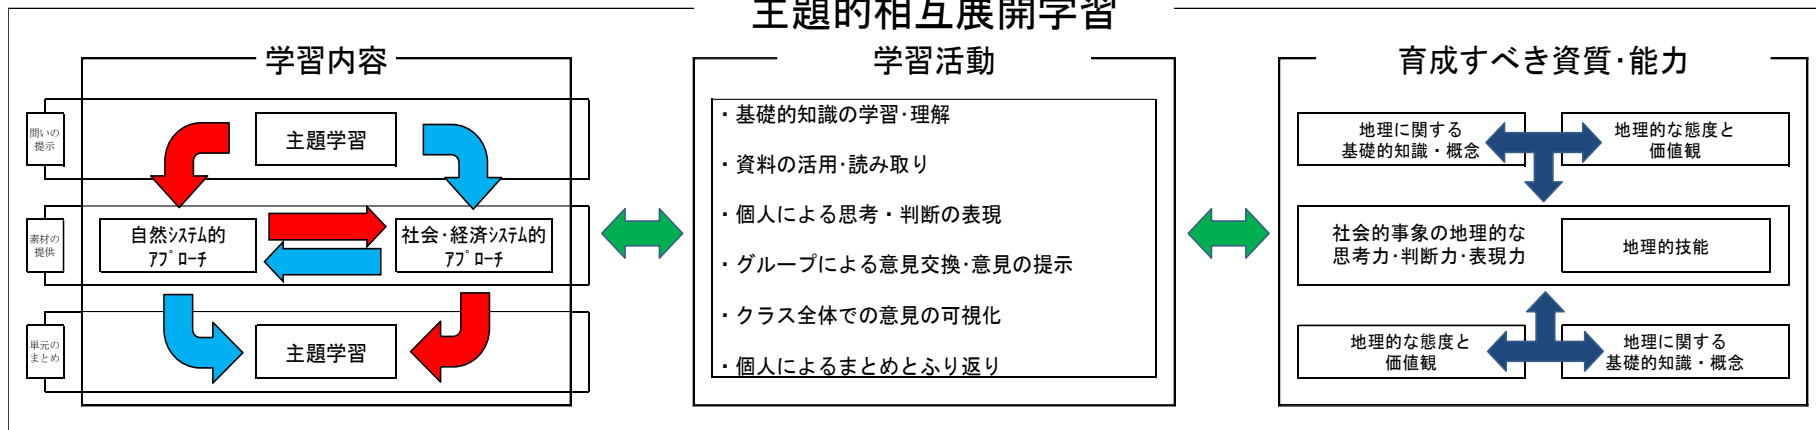 主題的相互展開学習
学習内容
問いの
提示
主題学習
素材の
提供
自然ｼｽﾃﾑ的
ｱﾌﾟﾛｰﾁ
社会・経済ｼｽﾃﾑ的
ｱﾌﾟﾛｰﾁ
単元の
まとめ
主題学習
学習活動
・基礎的知識の学習･理解
・資料の活用･読み取り
・個人による思考・判断の表現
・グループによる意見交換･意見の提示
・クラス全体での意見の可視化
・個人によるまとめとふり返り
育成すべき資質･能力
地理に関する
基礎的知識・概念
地理的な態度と
価値観
社会的事象の地理的な
思考力･判断力･表現力
地理的技能
地理的な態度と
価値観
地理に関する
基礎的知識・概念